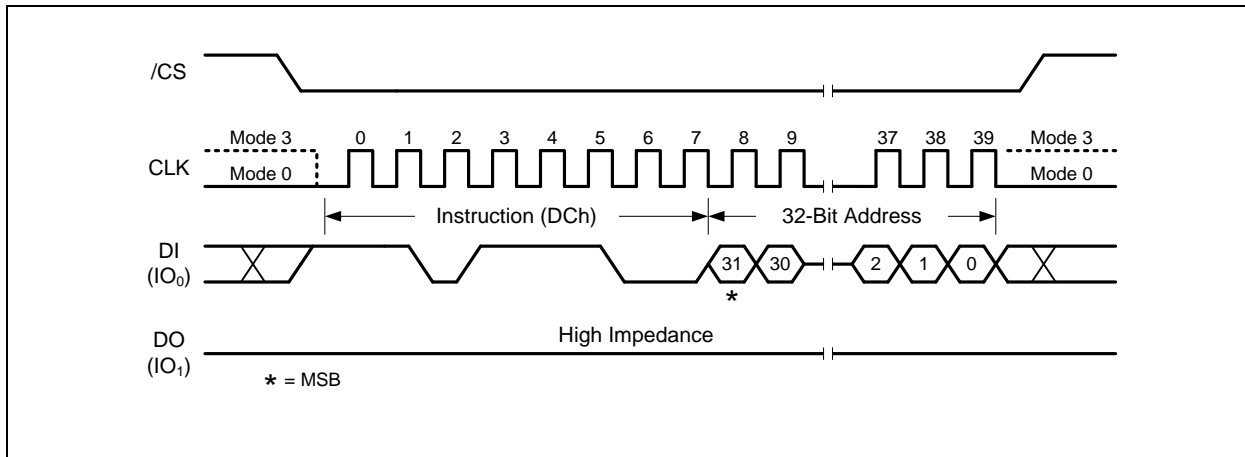 /CS
Mode 3 0 1 2 3 4 5 6 7 8 9 37 38 39 Mode 3
CLK Mode 0 Mode 0
Instruction (DCh) 32-Bit Address
DI
(IO₀) 31 30 2 1 0
*
DO High Impedance
(IO₁)
* = MSB